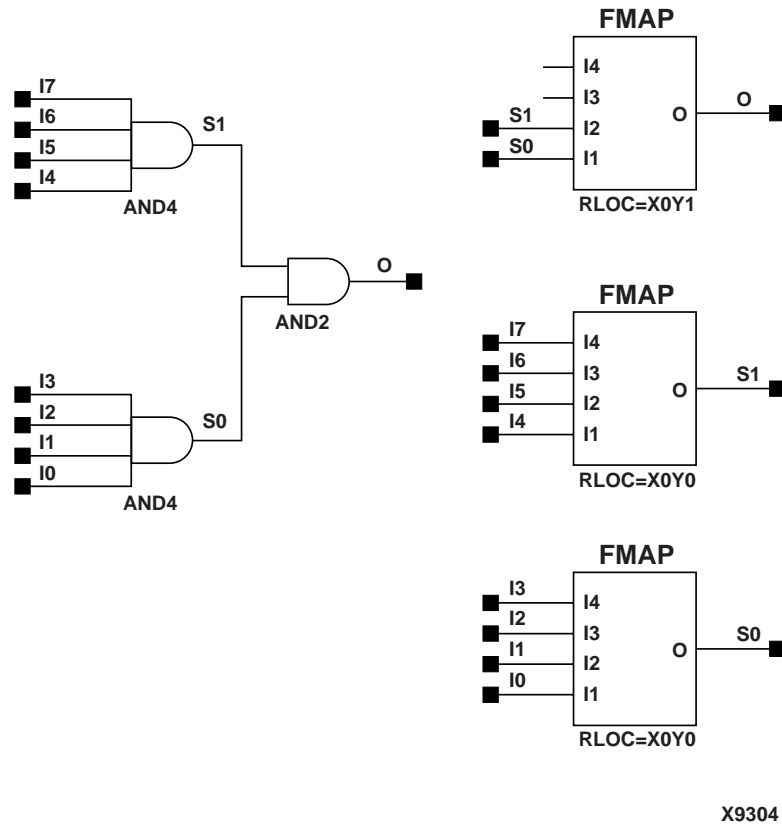 I7
I6
I5
I4
S1
AND4
O
AND2
I3
I2
I1
I0
S0
AND4
FMAP
I4
I3
S1 I2
S0 I1
O O
RLOC=X0Y1
FMAP
I7 I4
I6 I3
I5 I2
I4 I1
O S1
RLOC=X0Y0
FMAP
I3 I4
I2 I3
I1 I2
I0 I1
O S0
RLOC=X0Y0
X9304